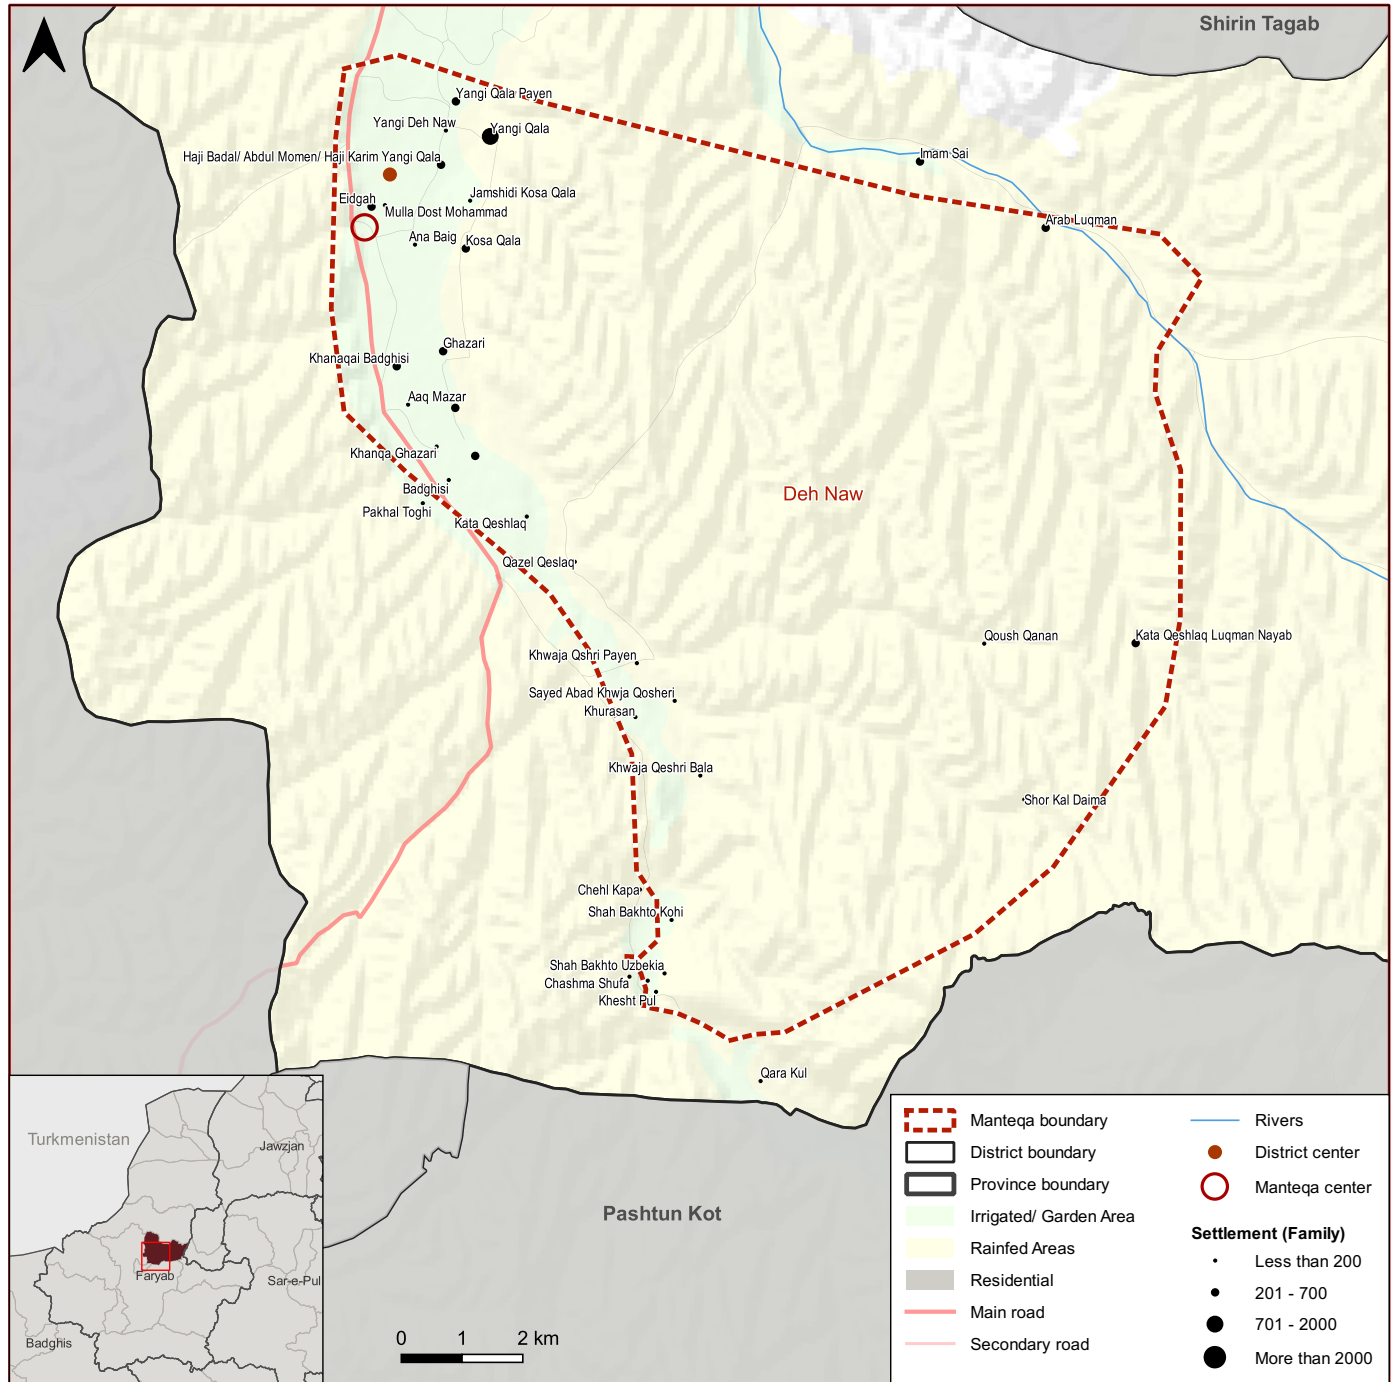 Shirin Tagab
Yangi Qala Payen
Yangi Deh Naw
Yangi Qala
Haji Badal/ Abdul Momen/ Haji Karim Yangi Qala
Imam Sai
Eidgah
Jamshidi Kosa Qala
Mulla Dost Mohammad
Arab Luqman
Ana Baig
Kosa Qala
Ghazari
Khanaqai Badghisi
Aaq Mazar
Khanqa Ghazari
Badghisi
Deh Naw
Pakhal Toghi
Kata Qeshlaq
Qazel Qeslaq
Qoush Qanan
Kata Qeshlaq Luqman Nayab
Khwaja Qshri Payen
Sayed Abad Khwja Qosheri
Khurasan
Khwaja Qeshri Bala
Shor Kal Daima
Chehl Kapa
Shah Bakhto Kohi
Shah Bakhto Uzbekia
Chashma Shufa
Khesht Pul
Qara Kul
Pashtun Kot
Turkmenistan
Jawzjan
Faryab
Sar-e-Pul
Badghis
0 1 2 km
Manteqa boundary
District boundary
Province boundary
Irrigated/ Garden Area
Rainfed Areas
Residential
Main road
Secondary road
Rivers
District center
Manteqa center
Settlement (Family)
Less than 200
201 - 700
701 - 2000
More than 2000